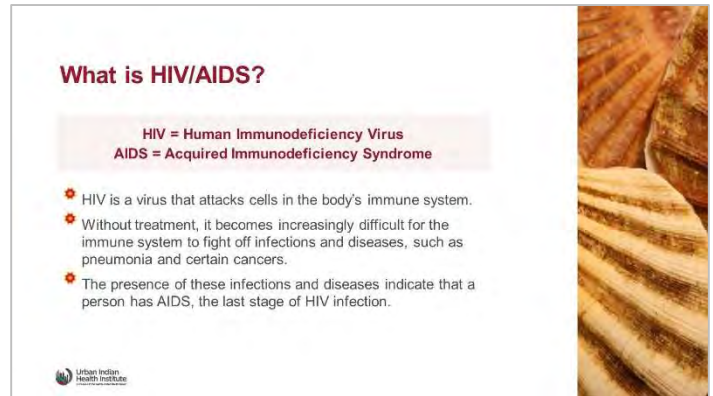 What is HIV/AIDS?
HIV = Human Immunodeficiency Virus
AIDS = Acquired Immunodeficiency Syndrome
HIV is a virus that attacks cells in the body's immune system.
Without treatment, it becomes increasingly difficult for the
immune system to fight off infections and diseases, such as
pneumonia and certain cancers.
The presence of these infections and diseases indicate that a
person has AIDS, the last stage of HIV infection.
Urban Indian
Health Institute